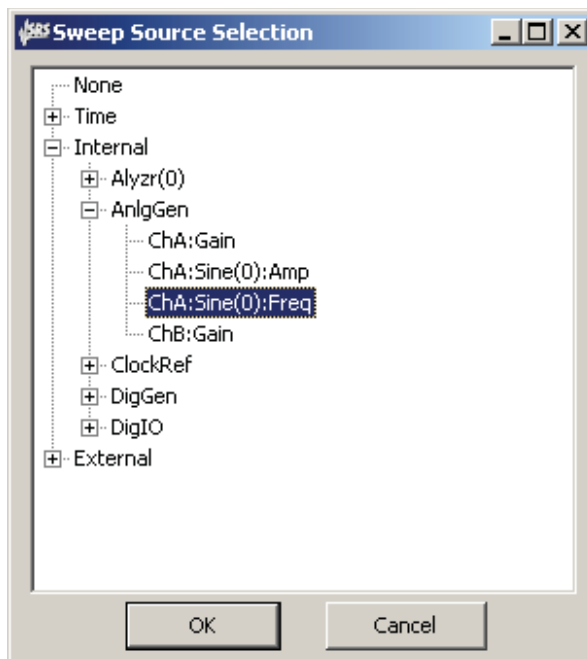 SRS Sweep Source Selection
None
Time
Internal
Alyzr(0)
AnlgGen
ChA:Gain
ChA:Sine(0):Amp
ChA:Sine(0):Freq
ChB:Gain
ClockRef
DigGen
DigIO
External
OK Cancel